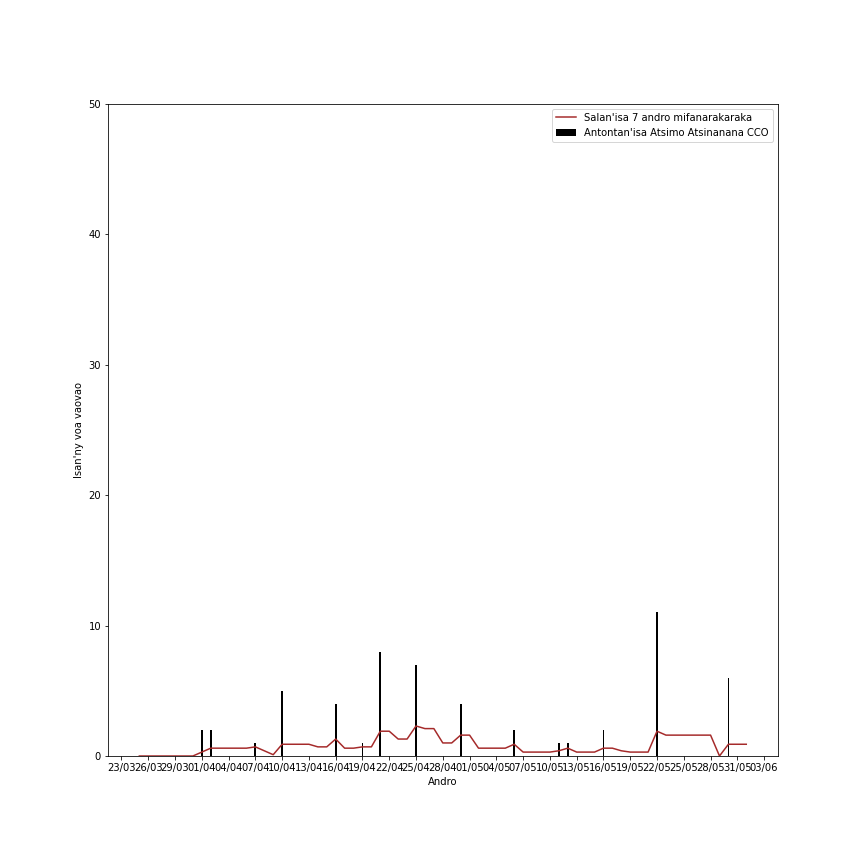 50
Salan'isa 7 andro mifanarakaraka
Antontan'isa Atsimo Atsinanana CCO
40
30
20
10
0
Isan'ny voa vaovao
23/03 26/03 29/03 01/04 04/04 07/04 10/04 13/04 16/04 19/04 22/04 25/04 28/04 01/05 04/05 07/05 10/05 13/05 16/05 19/05 22/05 25/05 28/05 31/05 03/06
Andro